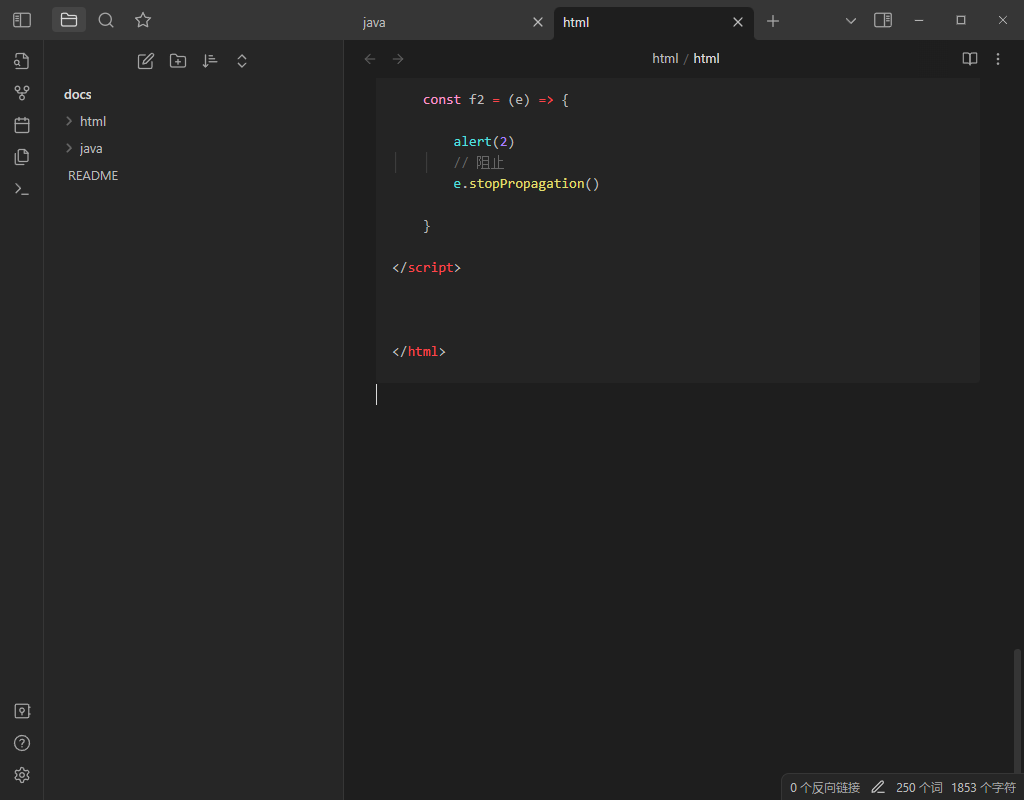 java
html
html / html
docs
html
java
README
const f2 = (e) => {
alert(2)
// 阻止
e.stopPropagation()
}
</script>
</html>
0 个反向链接 250 个词 1853 个字符